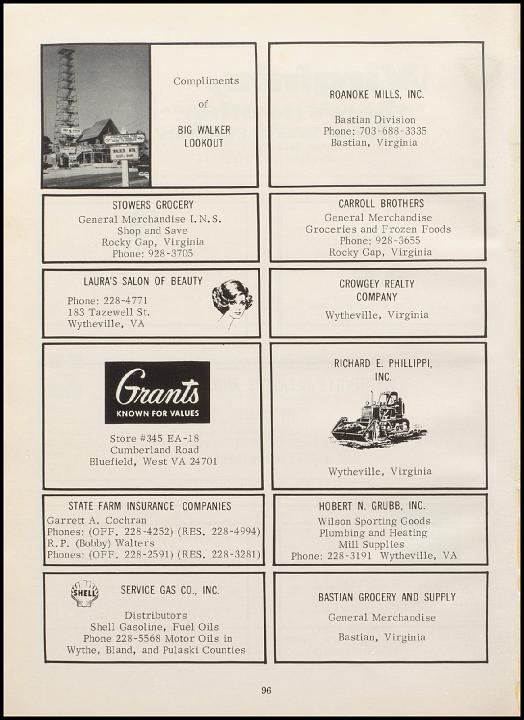 Compliments
of
BIG WALKER
LOOKOUT
ROANOKE MILLS, INC.
Bastian Division
Phone: 703-688-3335
Bastian, Virginia
STOWERS GROCERY
General Merchandise I.N.S.
Shop and Save
Rocky Gap, Virginia
Phone: 928-3705
CARROLL BROTHERS
General Merchandise
Groceries and Frozen Foods
Phone: 928-3655
Rocky Gap, Virginia
LAURA'S SALON OF BEAUTY
Phone: 228-4771
183 Tazewell St.
Wytheville, VA
CROWGEY REALTY
COMPANY
Wytheville, Virginia
Grants
KNOWN FOR VALUES
Store #345 EA-18
Cumberland Road
Bluefield, West VA 24701
RICHARD E. PHILLIPPI,
INC.
Wytheville, Virginia
STATE FARM INSURANCE COMPANIES
Garrett A. Cochran
Phones: (OFF. 228-4252) (RES. 228-4994)
R.P. (Bobby) Walters
Phones: (OFF. 228-2591) (RES. 228-3281)
HOBERT N. GRUBB, INC.
Wilson Sporting Goods
Plumbing and Heating
Mill Supplies
Phone: 228-3191 Wytheville, VA
SHELL
SERVICE GAS CO., INC.
Distributors
Shell Gasoline, Fuel Oils
Phone 228-5568 Motor Oils in
Wythe, Bland, and Pulaski Counties
BASTIAN GROCERY AND SUPPLY
General Merchandise
Bastian, Virginia
96